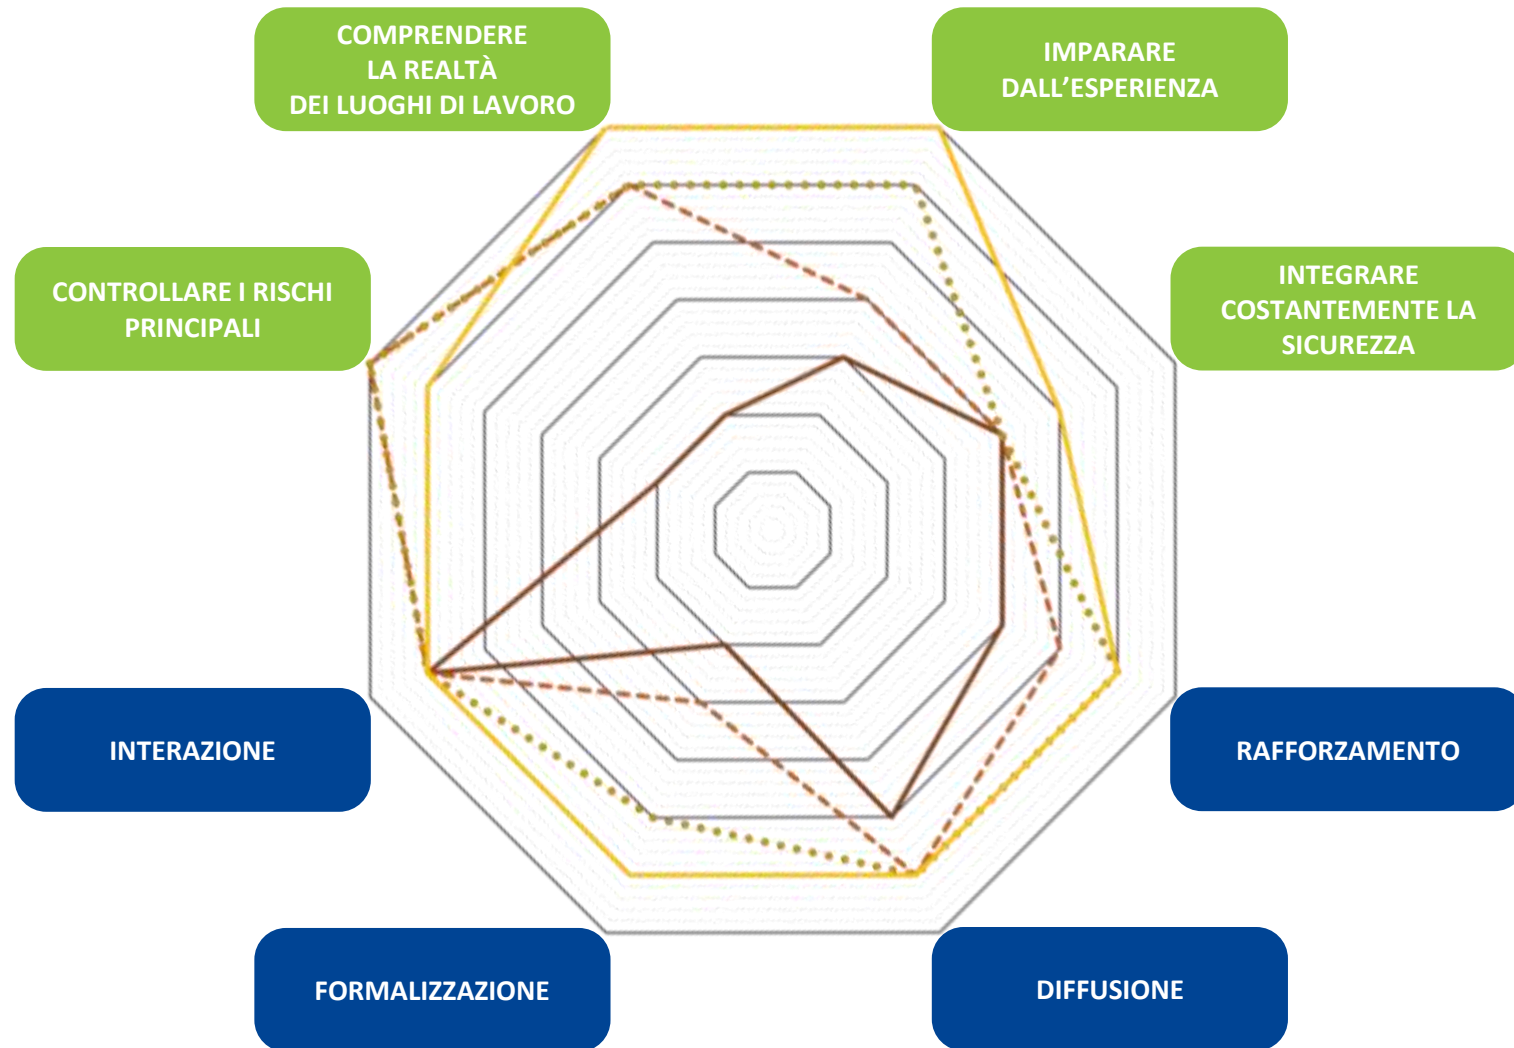 COMPRENDERE
LA REALTÀ
DEI LUOGHI DI LAVORO
IMPARARE
DALL’ESPERIENZA
CONTROLLARE I RISCHI
PRINCIPALI
INTEGRARE
COSTANTEMENTE LA
SICUREZZA
INTERAZIONE
RAFFORZAMENTO
FORMALIZZAZIONE
DIFFUSIONE